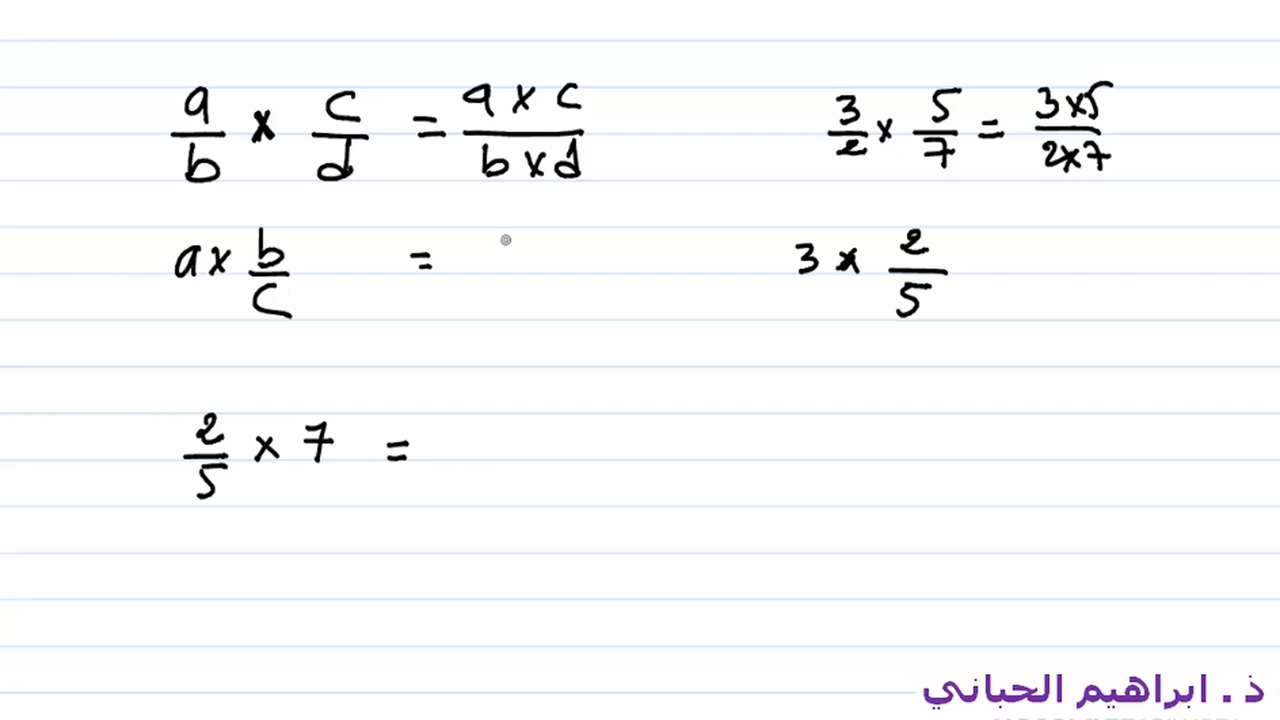 a/b × c/d = a × c / b × d
3/2 × 5/7 = 3×5 / 2×7
a × b/c =
3 × 2/5
2/5 × 7 =
ذ . ابراهيم الحباني